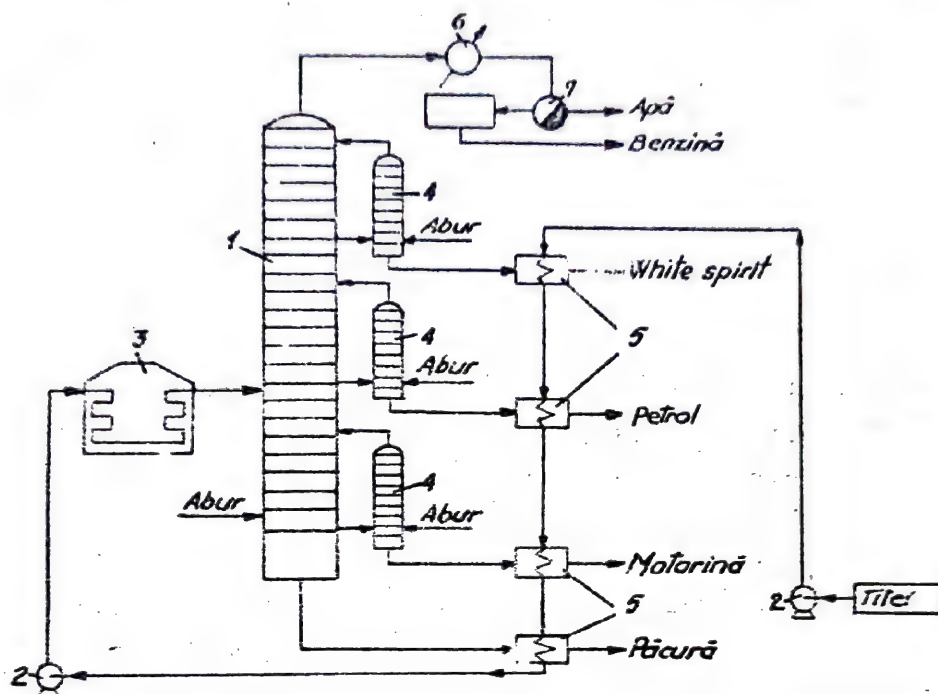 6
7
Apă
Benzină
4
Abur
1
White spirit
3
4
5
Abur
Petrol
4
Abur
Abur
Motorină
2
Țiței
5
Păcură
2